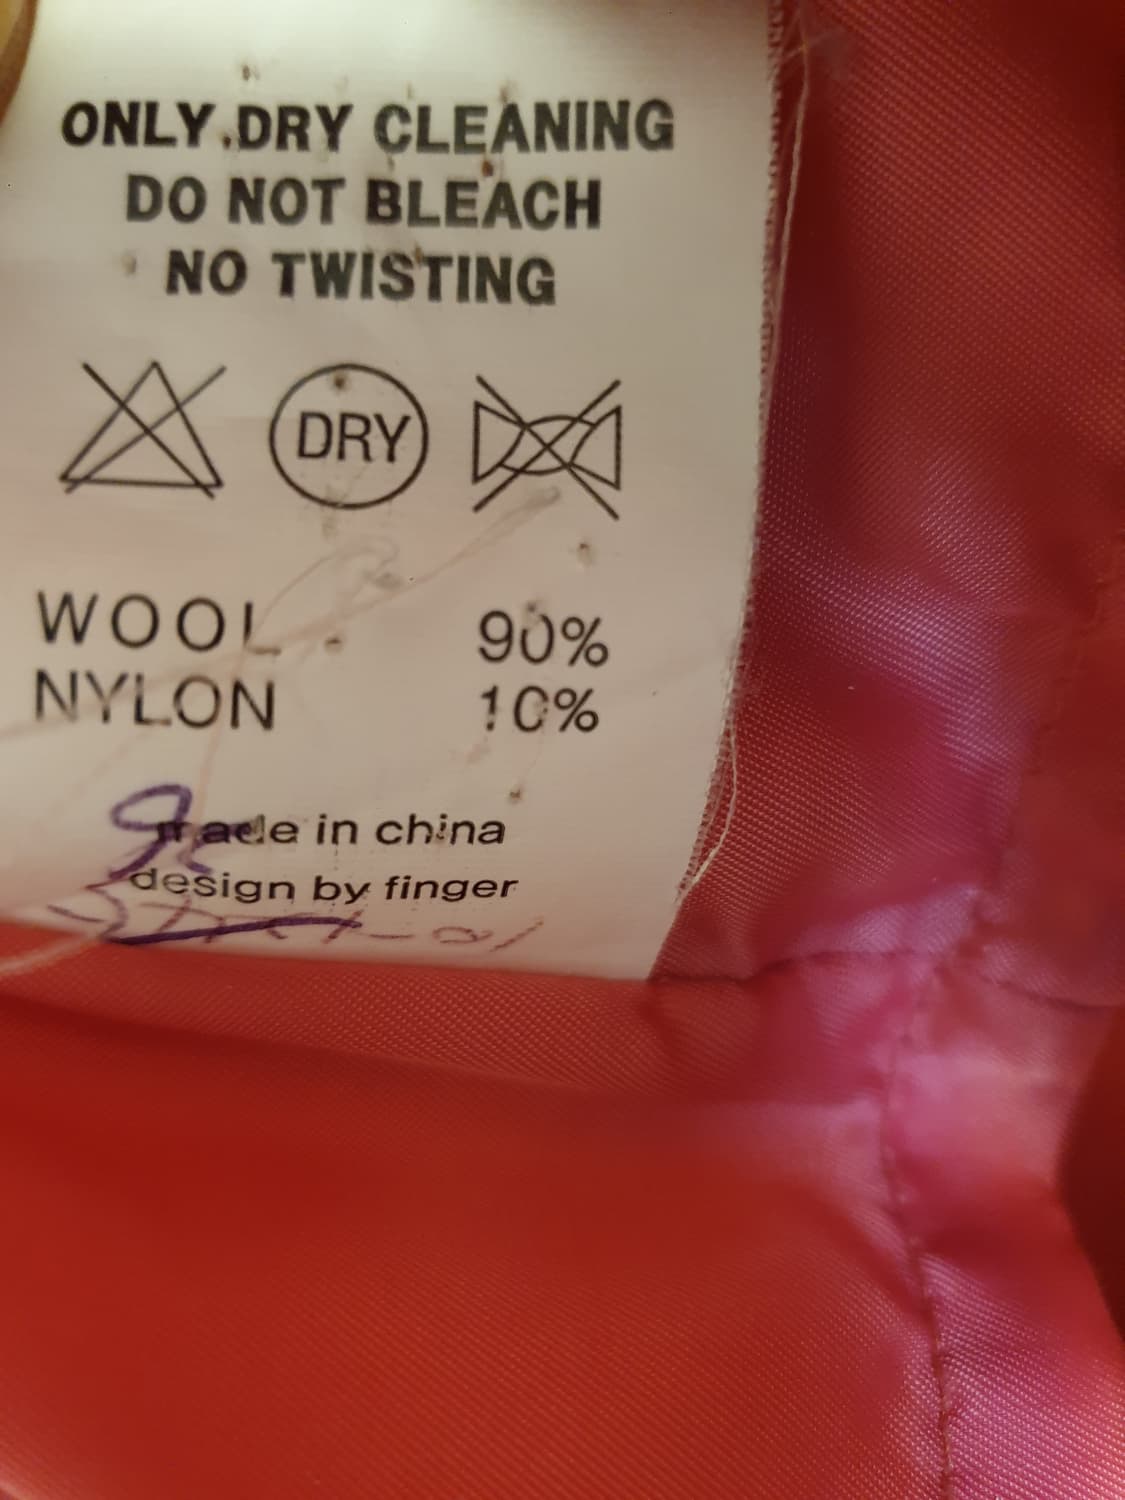 ONLY DRY CLEANING
DO NOT BLEACH
NO TWISTING
DRY
WOOL 90%
NYLON 10%
made in china
design by finger